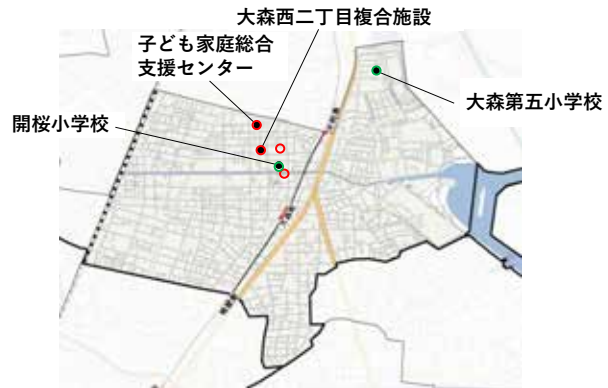 大森西二丁目複合施設
子ども家庭総合
支援センター
大森第五小学校
開桜小学校